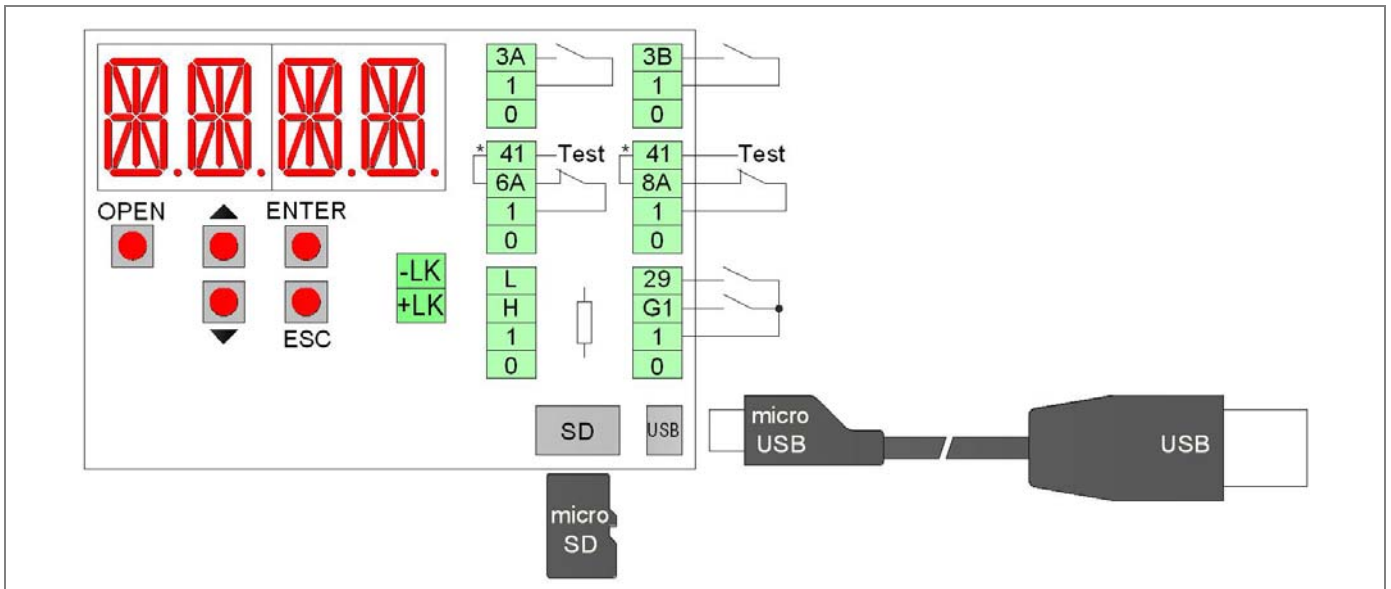 3A
1
0
3B
1
0
* 41 Test
6A
1
0
* 41 Test
8A
1
0
OPEN
▲
ENTER
▼
ESC
-LK
+LK
L
H
1
0
29
G1
1
0
SD
USB
micro
USB
USB
micro
SD